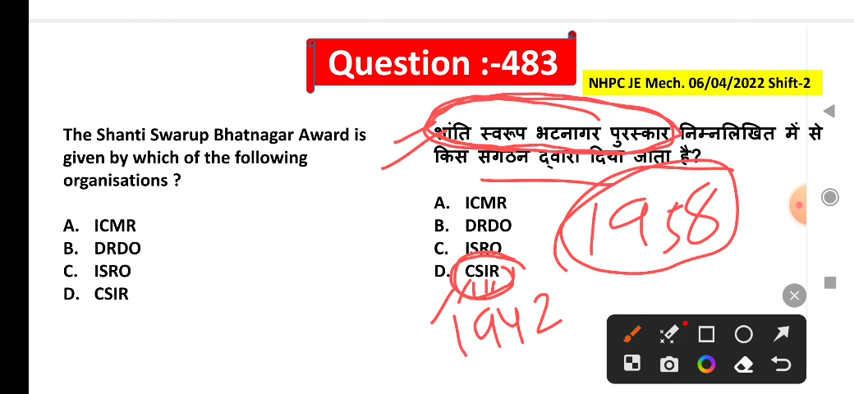 Question :-483
NHPC JE Mech. 06/04/2022 Shift-2
The Shanti Swarup Bhatnagar Award is
given by which of the following
organisations ?
A. ICMR
B. DRDO
C. ISRO
D. CSIR
शांति स्वरूप भटनागर पुरस्कार निम्नलिखित में से
किस संगठन द्वारा दिया जाता है?
A. ICMR
B. DRDO
C. ISRO
D. CSIR
1958
1942